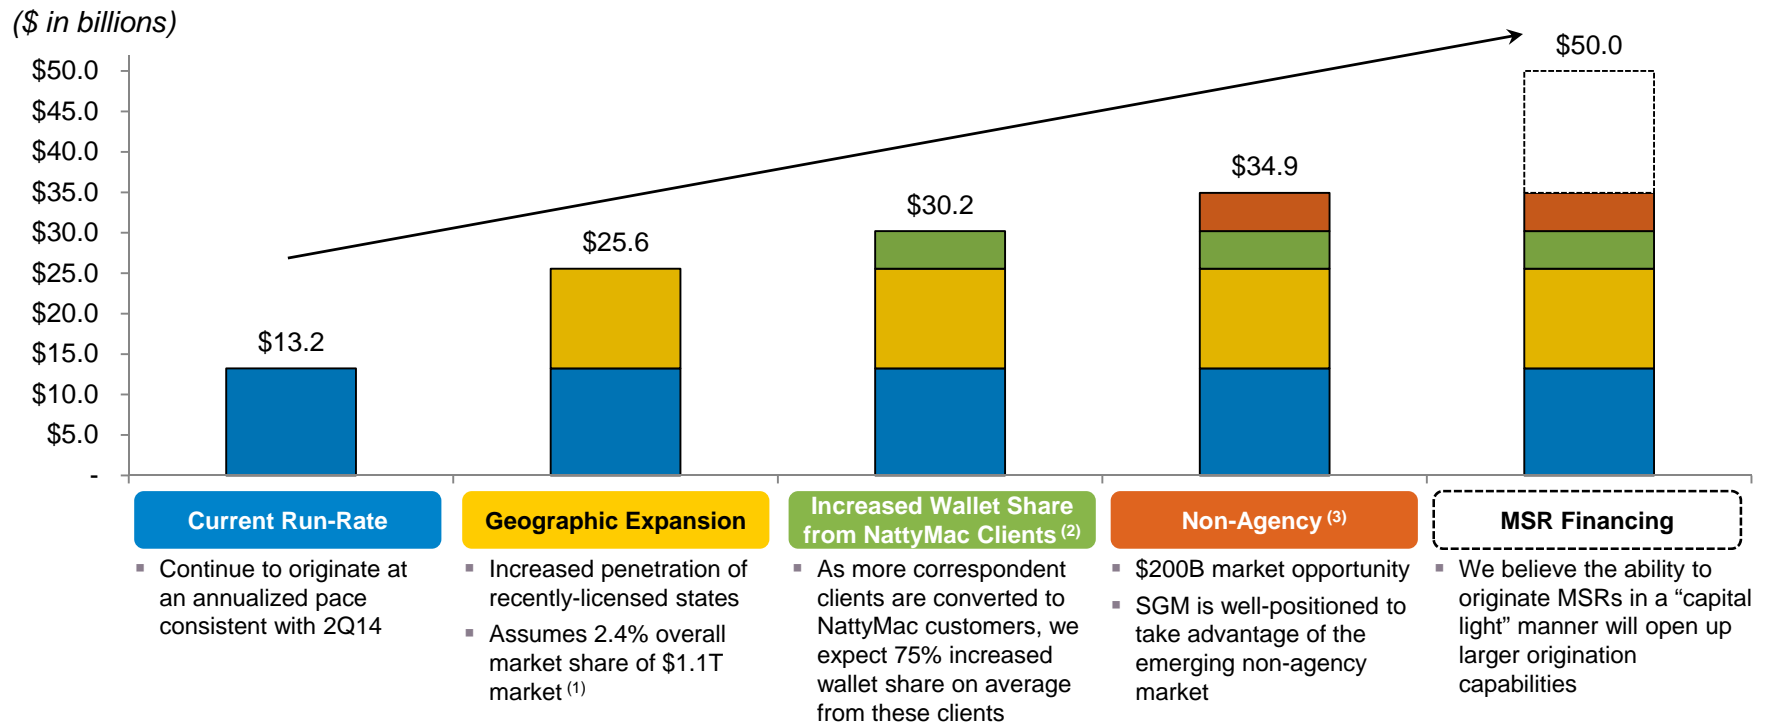 ($ in billions)
$50.0
$45.0
$40.0
$35.0
$30.0
$25.0
$20.0
$15.0
$10.0
$5.0
-
$13.2
$25.6
$30.2
$34.9
$50.0
Current Run-Rate
▪ Continue to originate at
an annualized pace
consistent with 2Q14
Geographic Expansion
▪ Increased penetration of
recently-licensed states
▪ Assumes 2.4% overall
market share of $1.1T
market (1)
Increased Wallet Share
from NattyMac Clients (2)
▪ As more correspondent
clients are converted to
NattyMac customers, we
expect 75% increased
wallet share on average
from these clients
Non-Agency (3)
▪ $200B market opportunity
▪ SGM is well-positioned to
take advantage of the
emerging non-agency
market
MSR Financing
▪ We believe the ability to
originate MSRs in a “capital
light” manner will open up
larger origination
capabilities